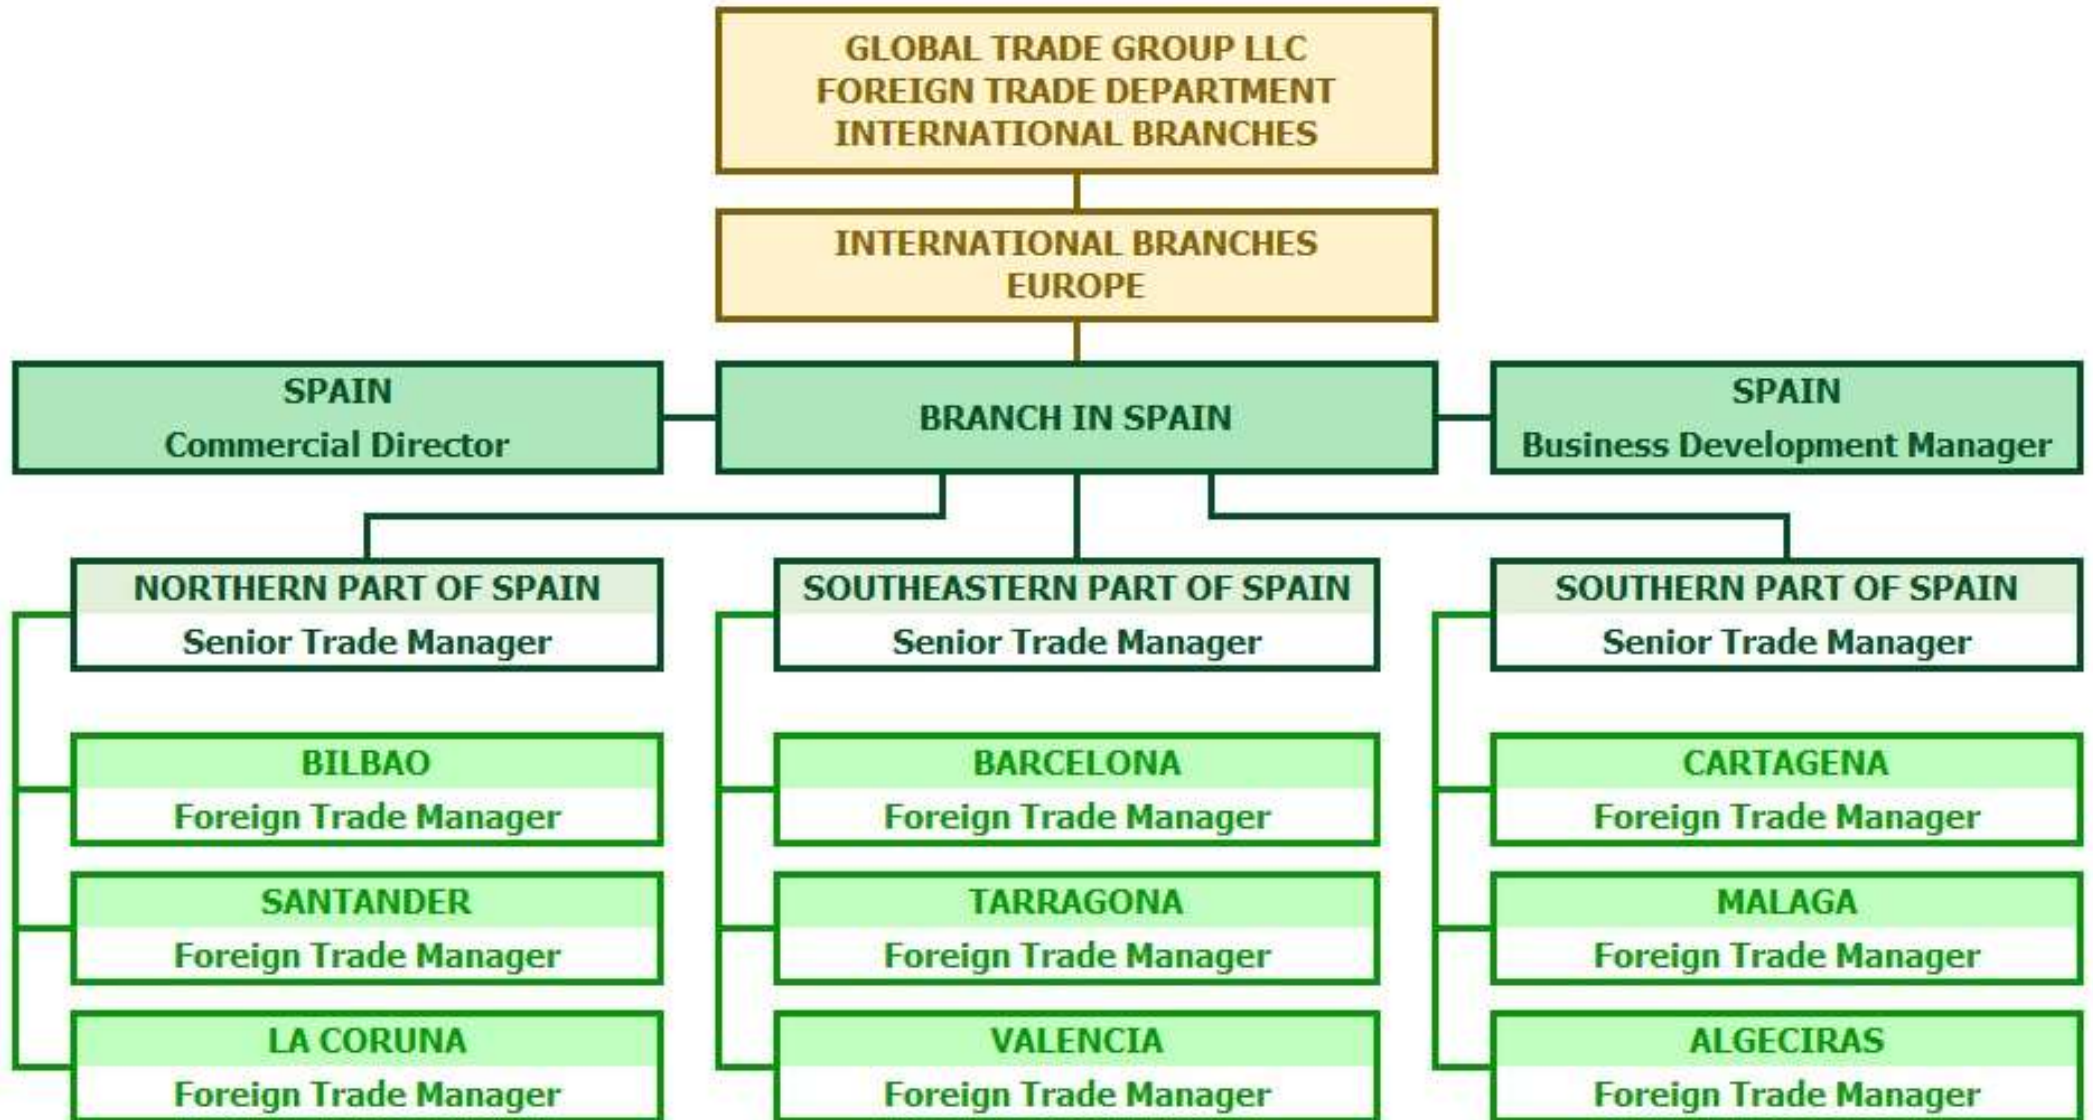 GLOBAL TRADE GROUP LLC
FOREIGN TRADE DEPARTMENT
INTERNATIONAL BRANCHES
INTERNATIONAL BRANCHES
EUROPE
SPAIN
Commercial Director
BRANCH IN SPAIN
SPAIN
Business Development Manager
NORTHERN PART OF SPAIN
Senior Trade Manager
BILBAO
Foreign Trade Manager
SANTANDER
Foreign Trade Manager
LA CORUNA
Foreign Trade Manager
SOUTHEASTERN PART OF SPAIN
Senior Trade Manager
BARCELONA
Foreign Trade Manager
TARRAGONA
Foreign Trade Manager
VALENCIA
Foreign Trade Manager
SOUTHERN PART OF SPAIN
Senior Trade Manager
CARTAGENA
Foreign Trade Manager
MALAGA
Foreign Trade Manager
ALGECIRAS
Foreign Trade Manager